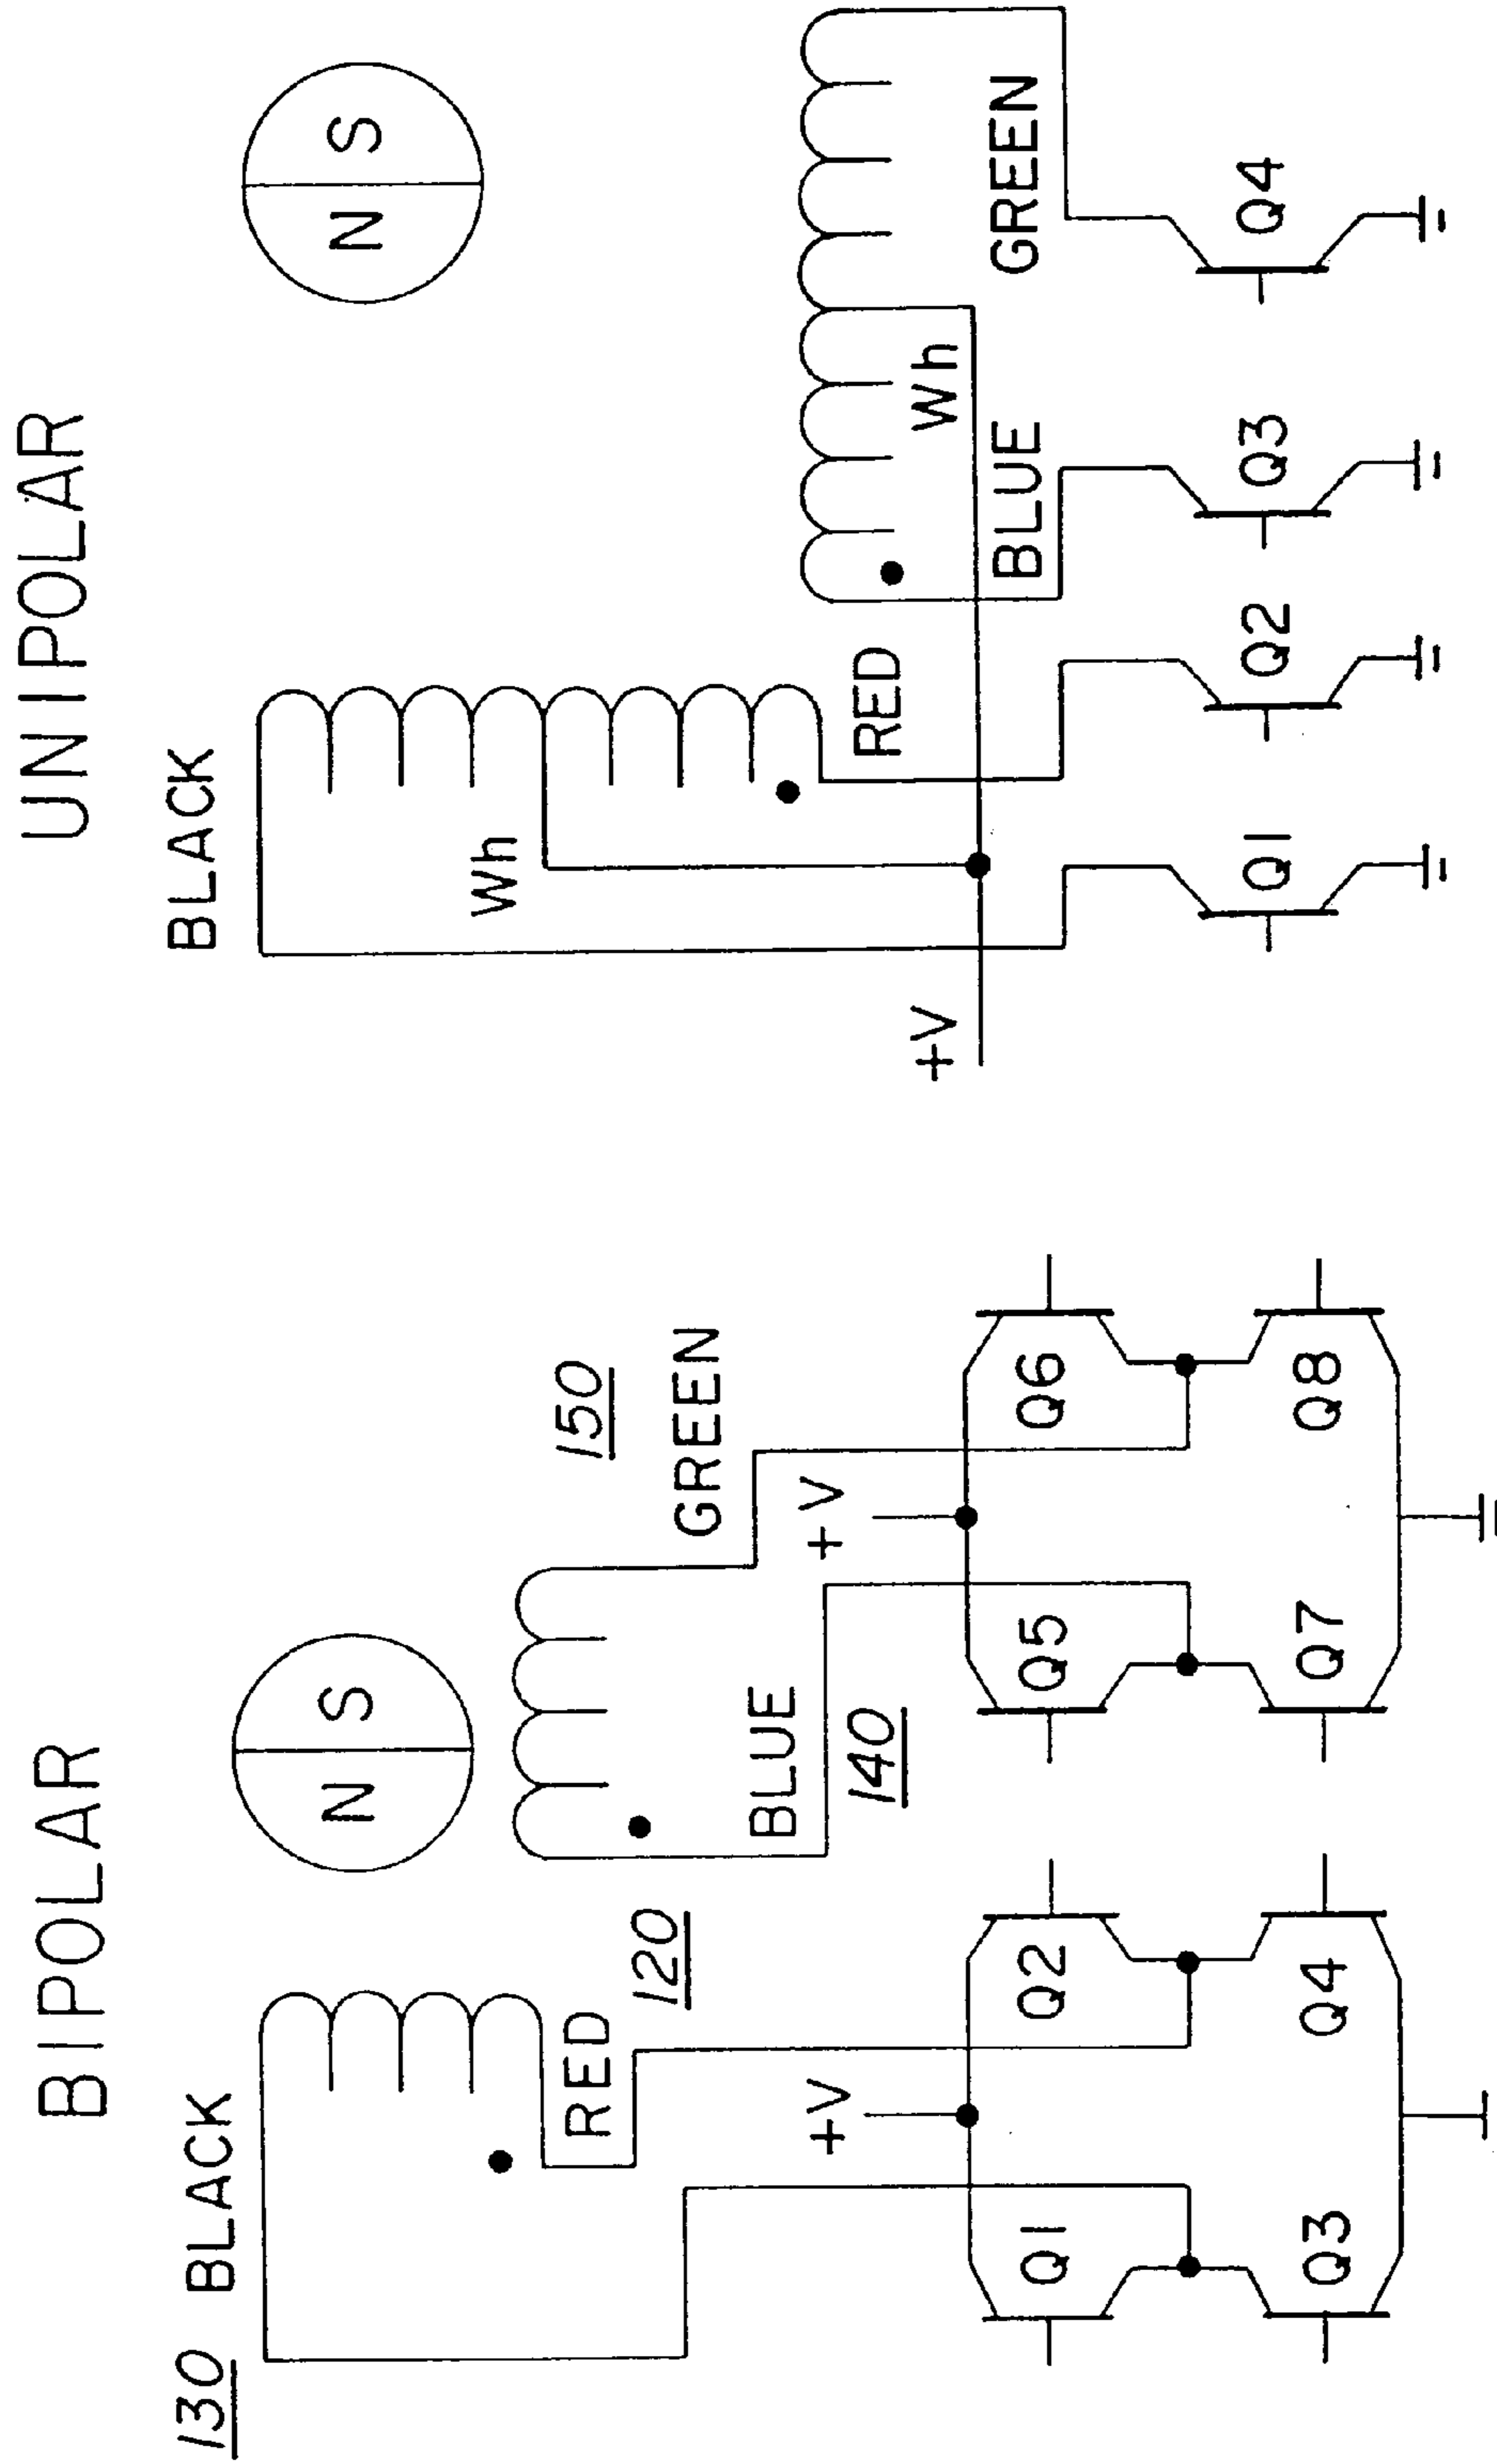 BIPOLAR
130 BLACK
N S
RED
120
150
GREEN
BLUE
140
+V
+V
Q1
Q2
Q5
Q6
Q3
Q4
Q7
Q8
UNIPOLAR
BLACK
N S
Wh
RED
Wh
+V
BLUE
GREEN
Q1
Q2
Q3
Q4